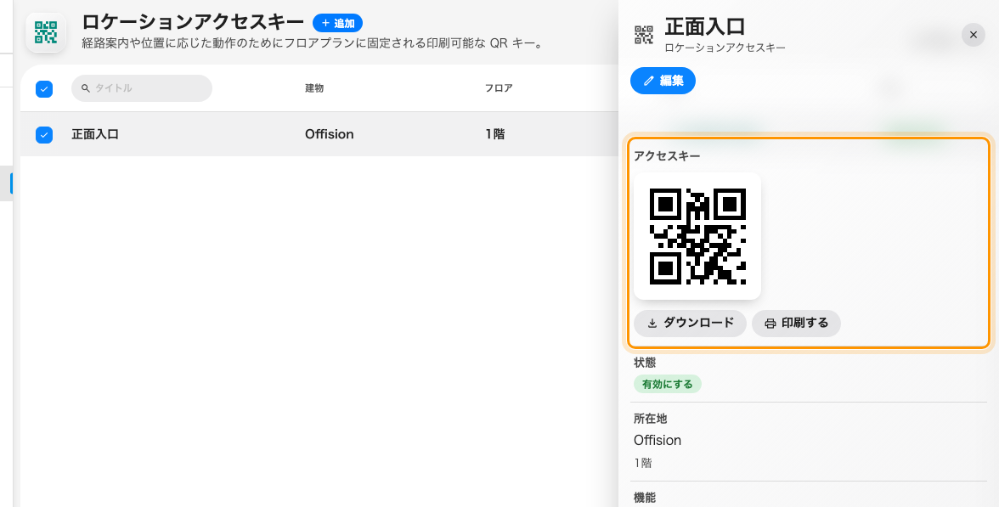 ロケーションアクセスキー
+ 追加
経路案内や位置に応じた動作のためにフロアプランに固定される印刷可能な QR キー。
タイトル
建物
フロア
正面入口
Offision
1階
正面入口
ロケーションアクセスキー
編集
アクセスキー
ダウンロード
印刷する
状態
有効にする
所在地
Offision
1階
機能